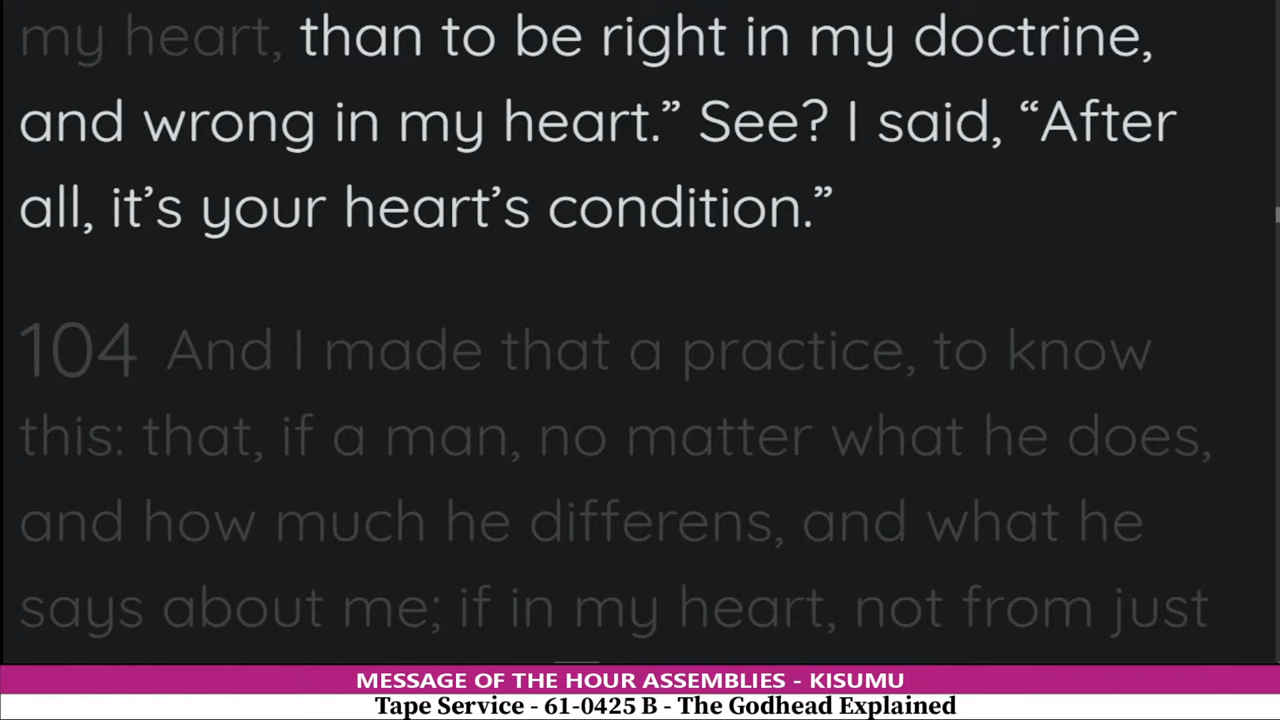 my heart, than to be right in my doctrine,
and wrong in my heart.” See? I said, “After
all, it’s your heart’s condition.”
104 And I made that a practice, to know
this: that, if a man, no matter what he does,
and how much he differens, and what he
says about me; if in my heart, not from just
MESSAGE OF THE HOUR ASSEMBLIES - KISUMU
Tape Service - 61-0425 B - The Godhead Explained